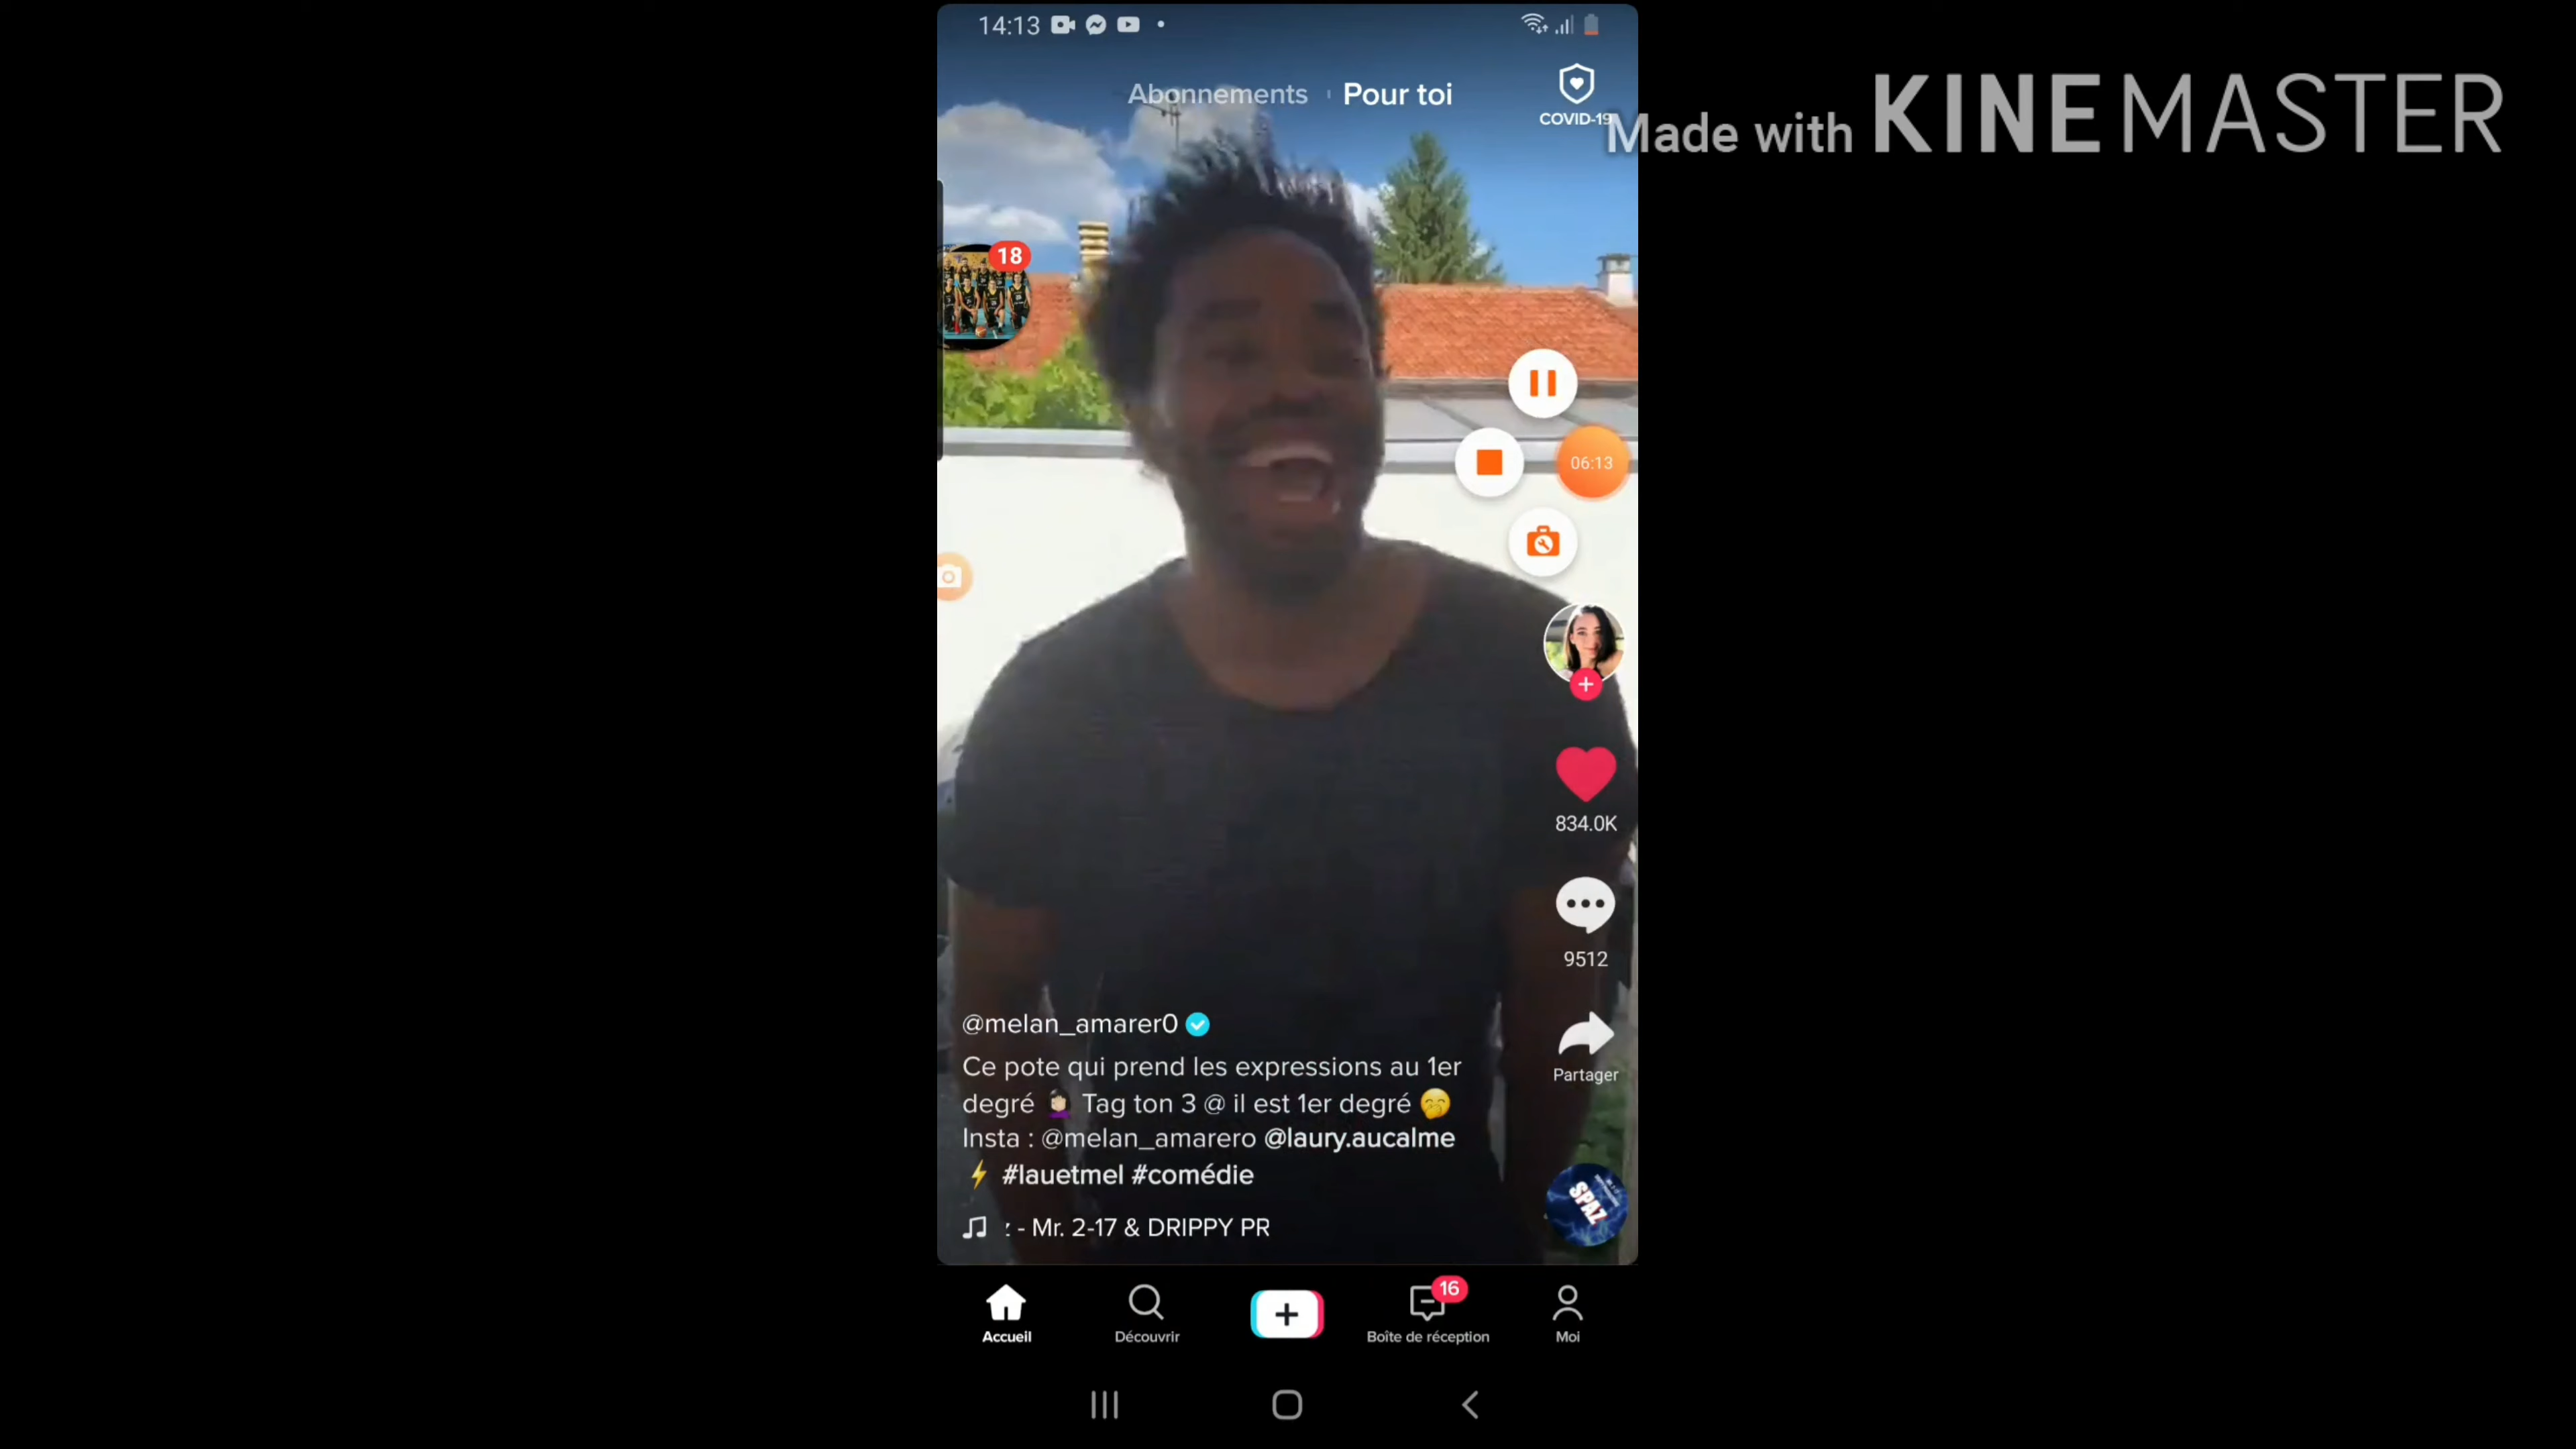 14:13
Abonnements
Pour toi
COVID-19
Made with KINEMASTER
18
06:13
834.0K
9512
Partager
@melan_amarer0
Ce pote qui prend les expressions au 1er
degré 🤦🏻‍♀️ Tag ton 3 @ il est 1er degré 🤭
Insta : @melan_amarero @laury.aucalme
⚡ #lauetmel #comédie
- Mr. 2-17 & DRIPPY PR
SPAZ
Accueil
Découvrir
16
Boîte de réception
Moi